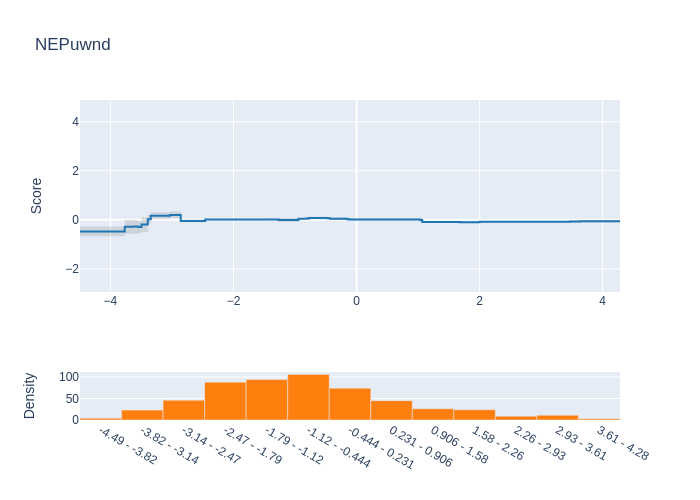 NEPuwnd
Score
4
2
0
−2
−4
−2
0
2
4
Density
100
50
0
-4.49 - -3.82
-3.82 - -3.14
-3.14 - -2.47
-2.47 - -1.79
-1.79 - -1.12
-1.12 - -0.444
-0.444 - 0.231
0.231 - 0.906
0.906 - 1.58
1.58 - 2.26
2.26 - 2.93
2.93 - 3.61
3.61 - 4.28